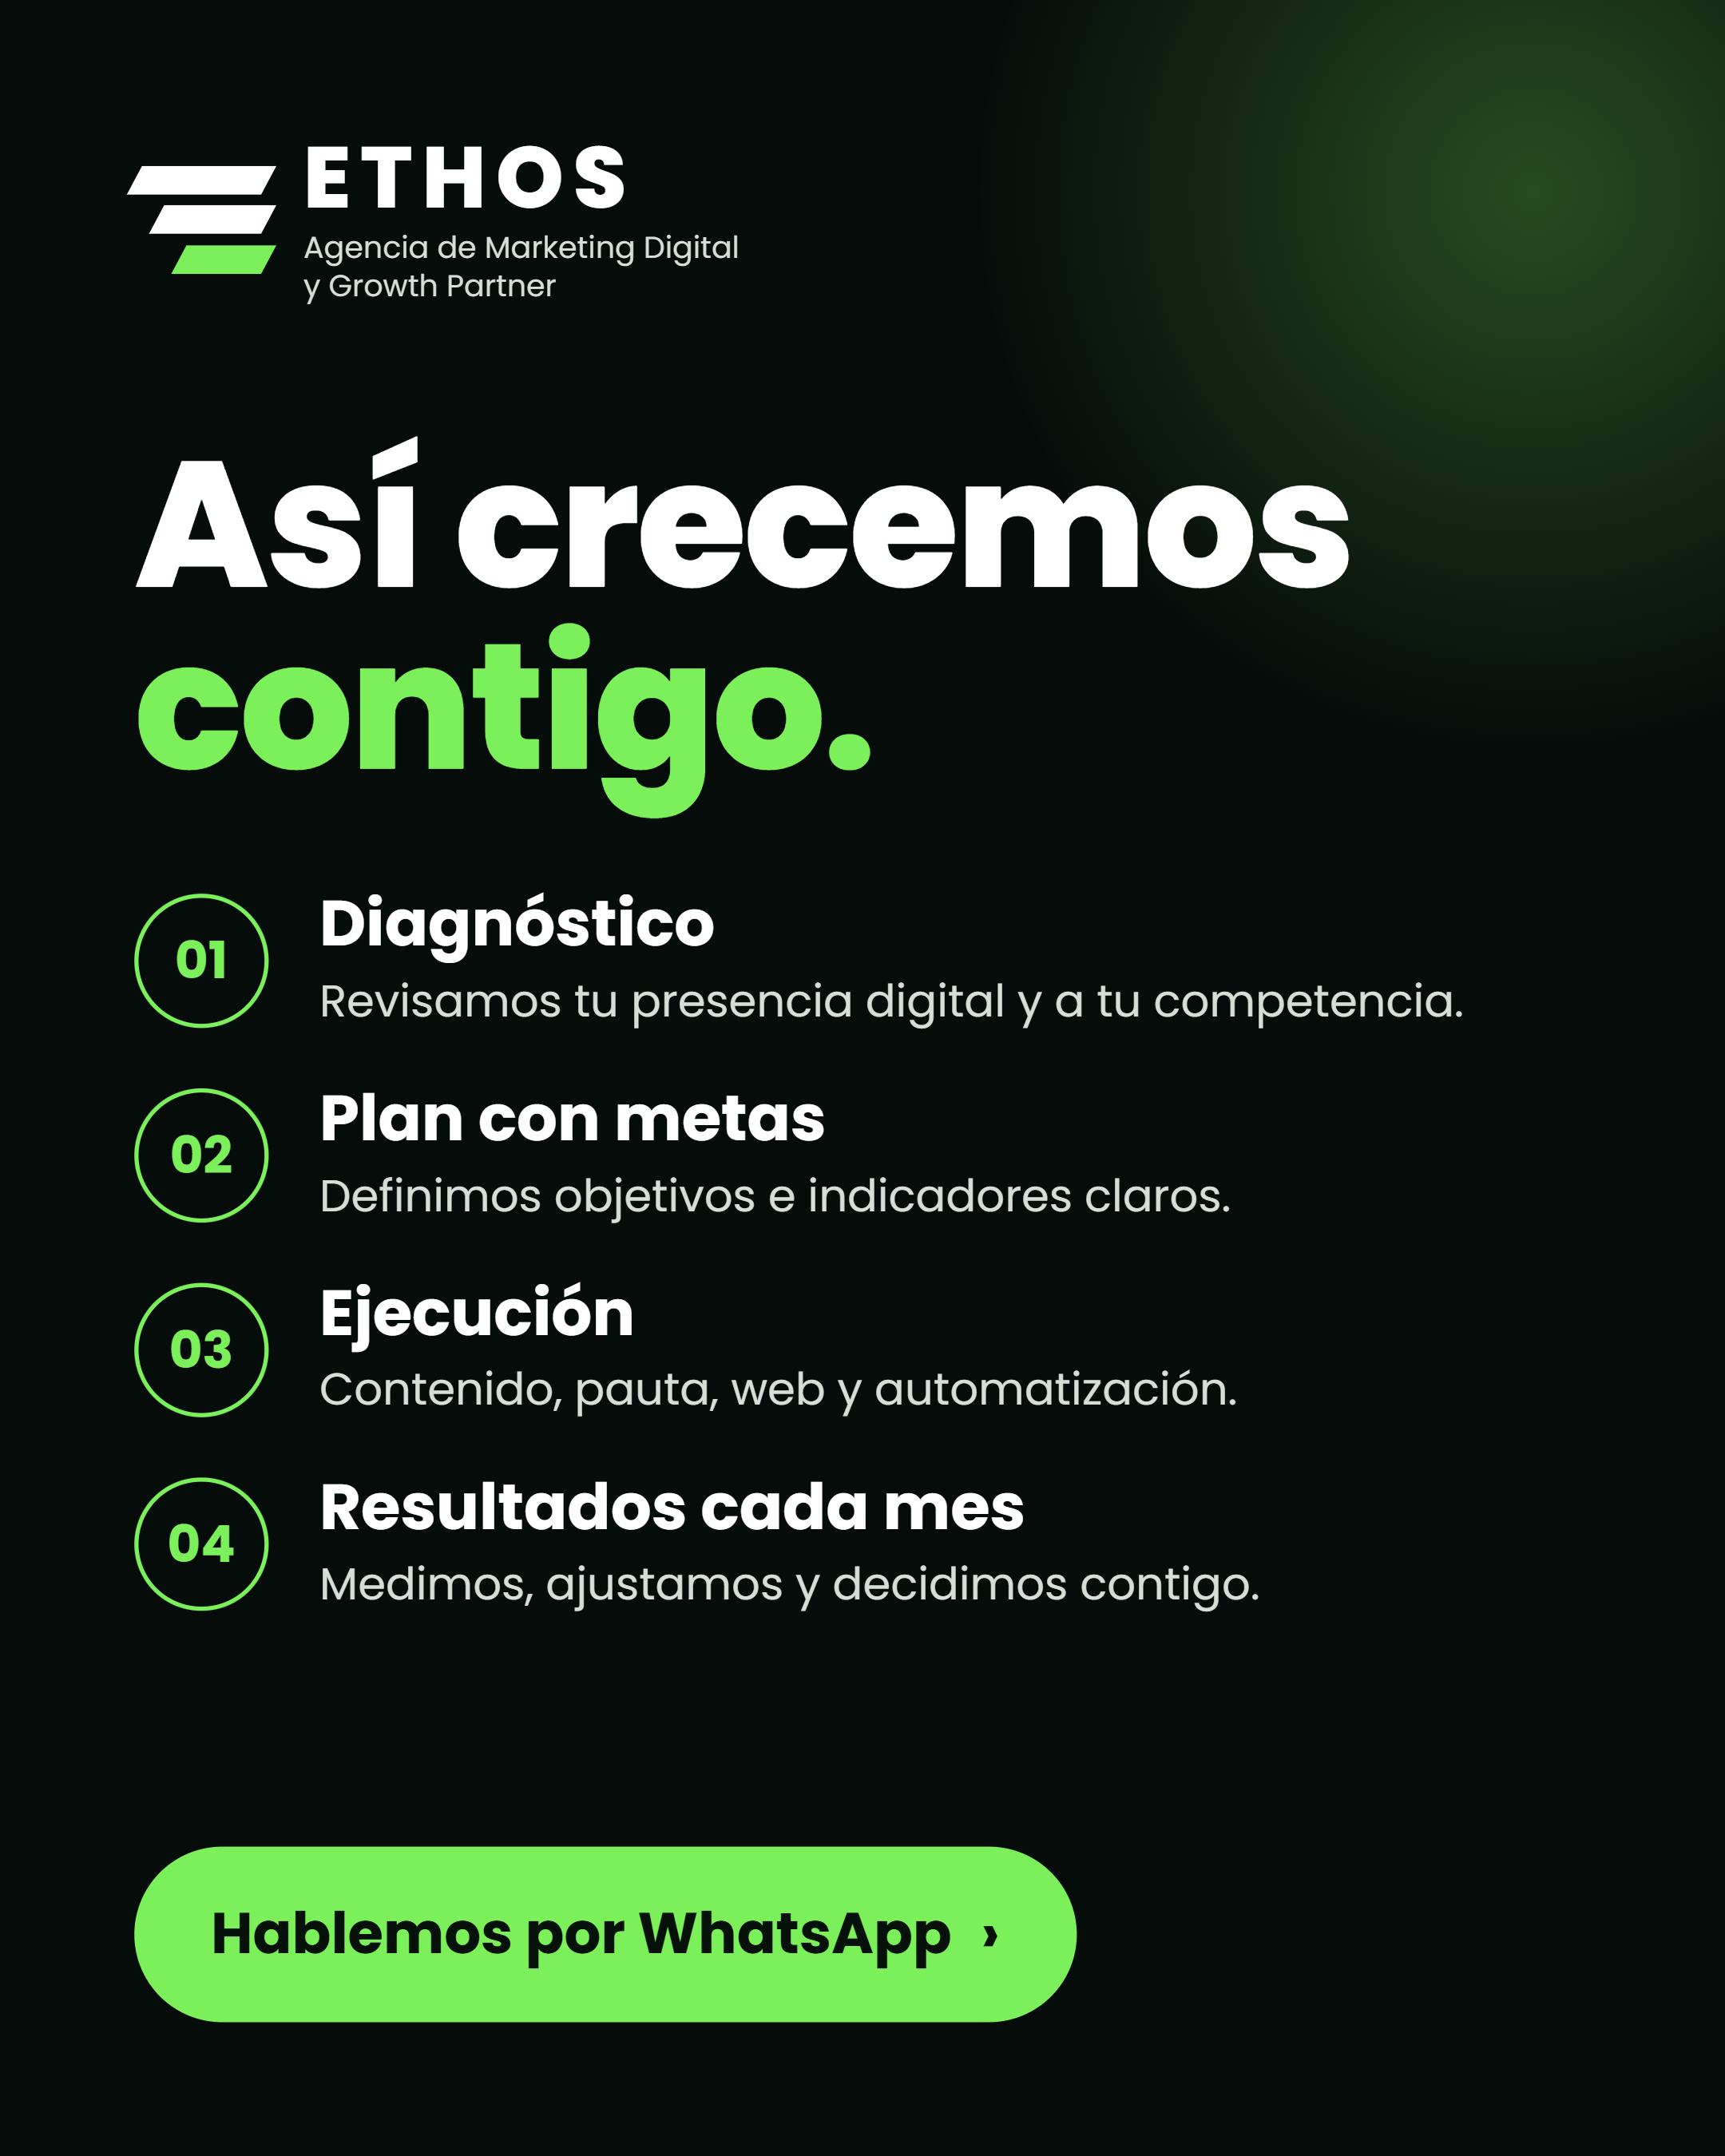 ETHOS
Agencia de Marketing Digital
y Growth Partner
Así crecemos
contigo.
01
Diagnóstico
Revisamos tu presencia digital y a tu competencia.
02
Plan con metas
Definimos objetivos e indicadores claros.
03
Ejecución
Contenido, pauta, web y automatización.
04
Resultados cada mes
Medimos, ajustamos y decidimos contigo.
Hablemos por WhatsApp ›